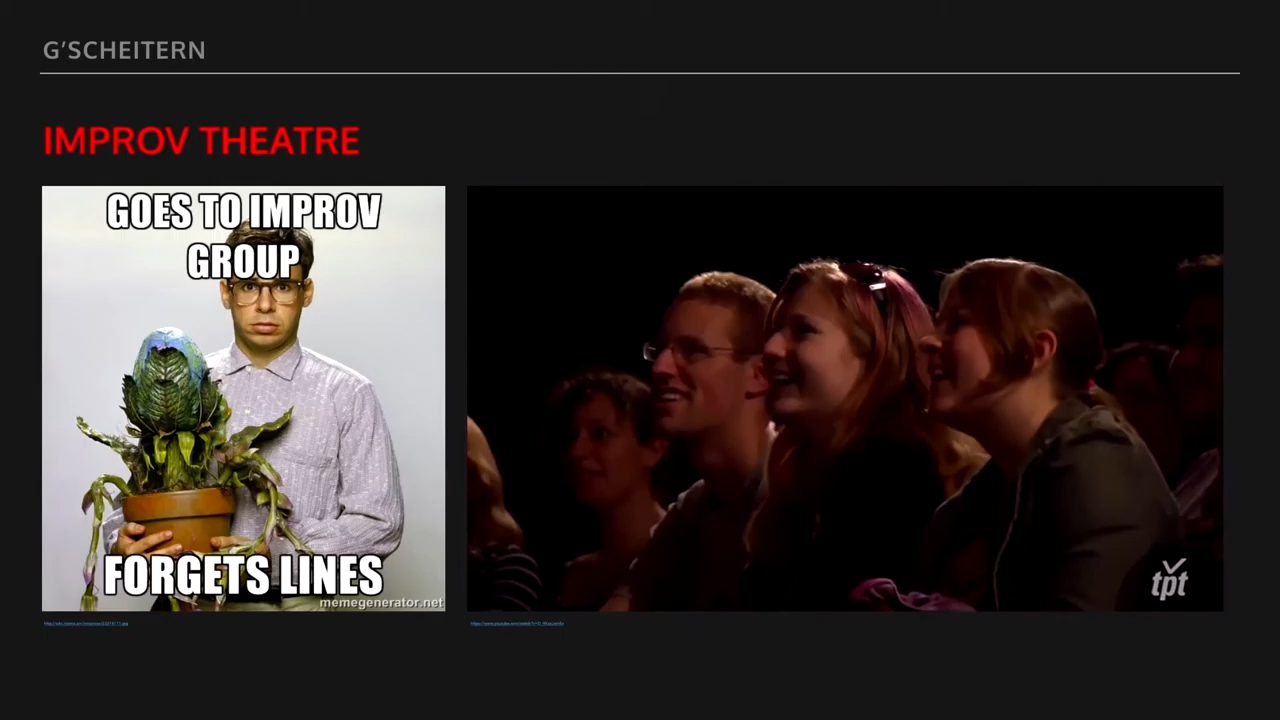 G'SCHEITERN
IMPROV THEATRE
GOES TO IMPROV
GROUP
FORGETS LINES
memegenerator.net
tpt